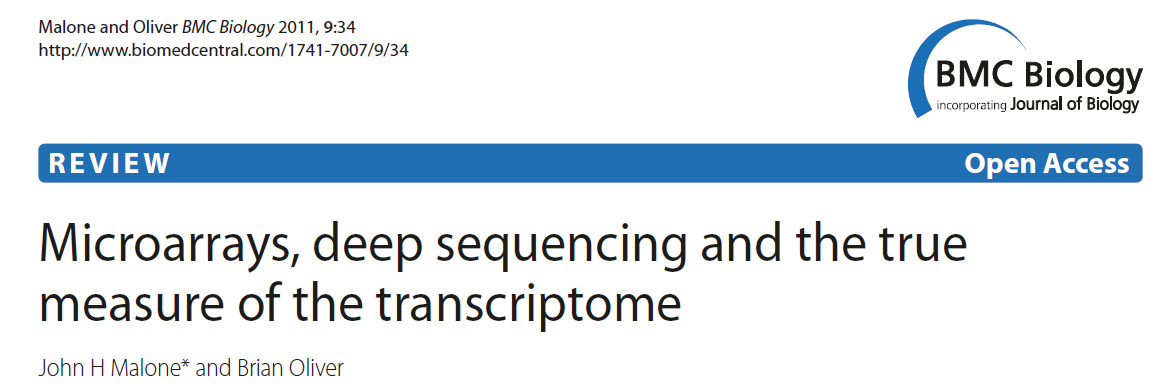 Malone and Oliver BMC Biology 2011, 9:34
http://www.biomedcentral.com/1741-7007/9/34
BMC Biology
incorporating Journal of Biology
REVIEW Open Access
Microarrays, deep sequencing and the true
measure of the transcriptome
John H Malone* and Brian Oliver